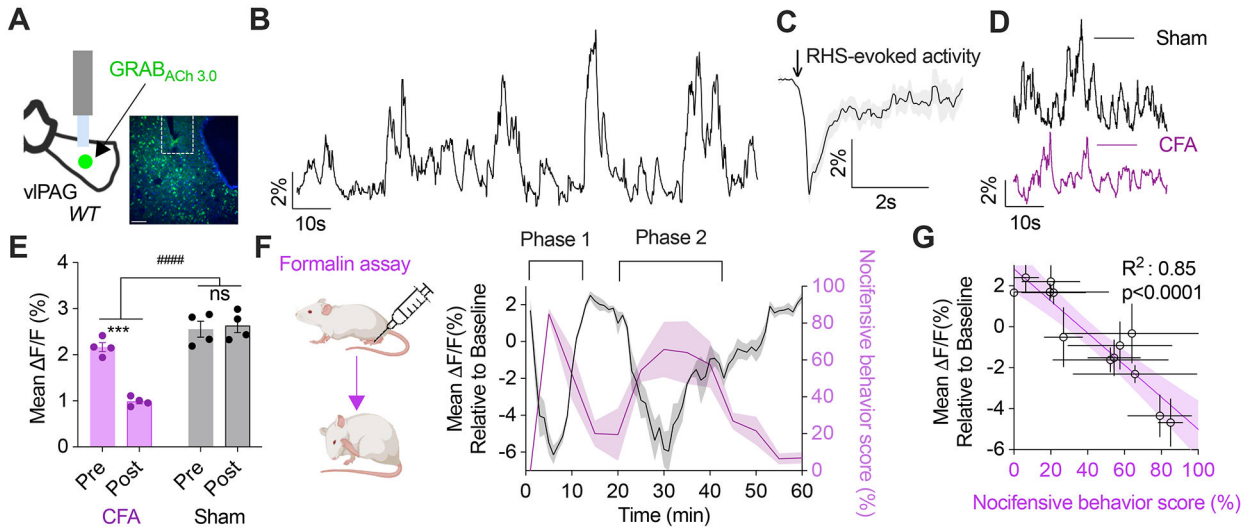 A
GRABACh 3.0
vlPAG
WT
B
2%
10s
C
RHS-evoked activity
2%
2s
D
Sham
CFA
2%
10s
E
####
***
ns
Mean ΔF/F (%)
4
3
2
1
0
Pre
Post
Pre
Post
CFA
Sham
F
Formalin assay
Phase 1
Phase 2
Mean ΔF/F(%)
Relative to Baseline
2
0
-2
-4
-6
0
10
20
30
40
50
60
Time (min)
100
80
60
40
20
0
Nocifensive behavior score (%)
G
R2 : 0.85
p<0.0001
Mean ΔF/F(%)
Relative to Baseline
2
0
-2
-4
-6
0
20
40
60
80
100
Nocifensive behavior score (%)